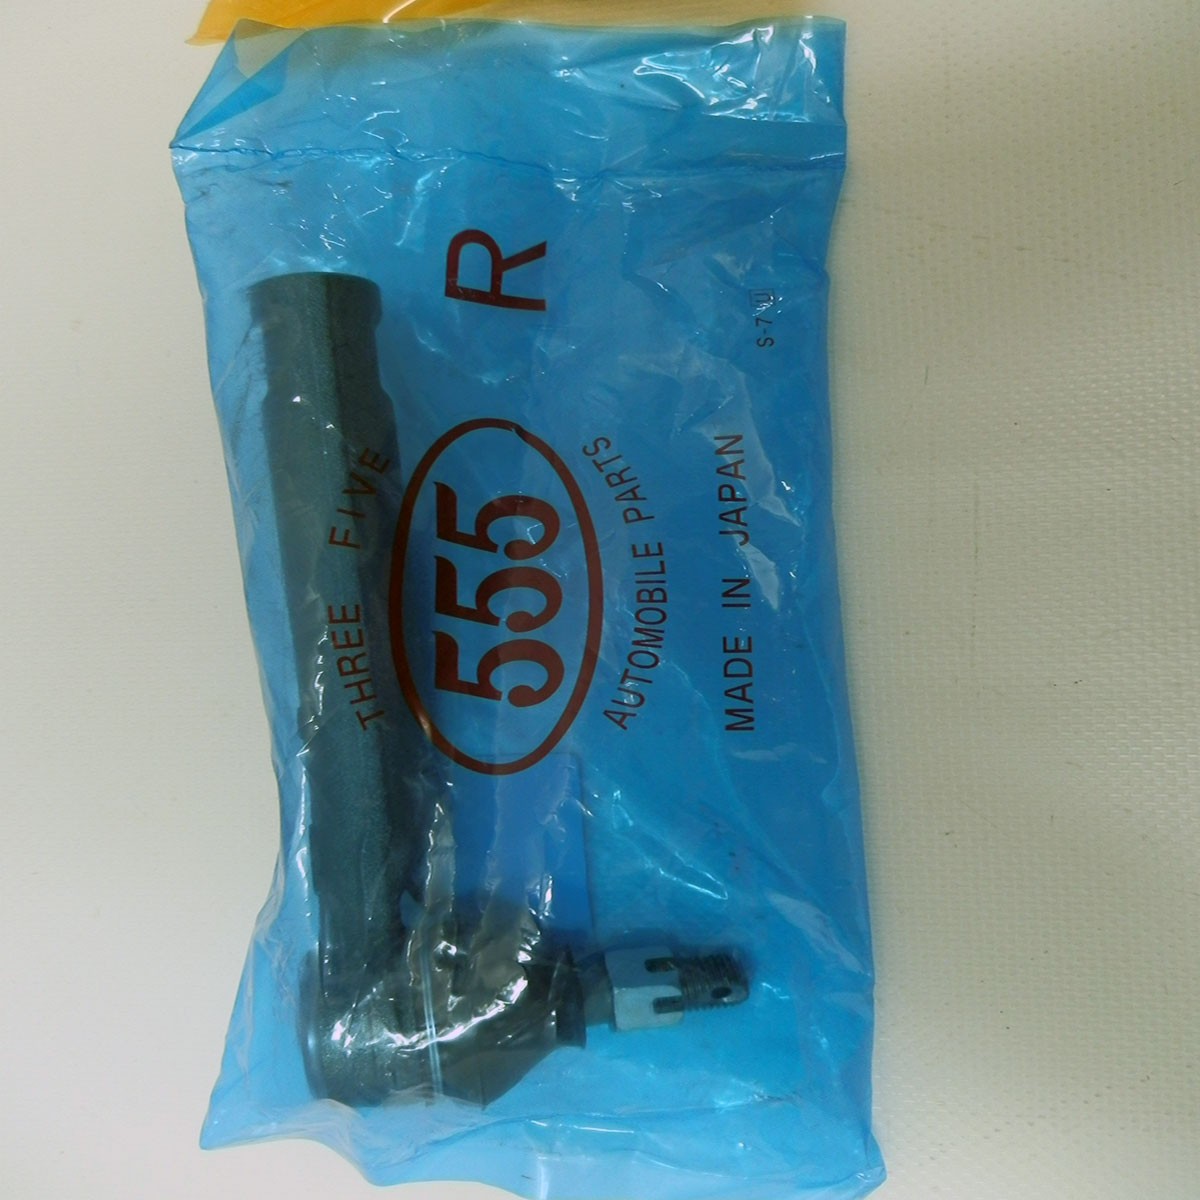 R
THREE FIVE
555
AUTOMOBILE PARTS
MADE IN JAPAN
S-7 U